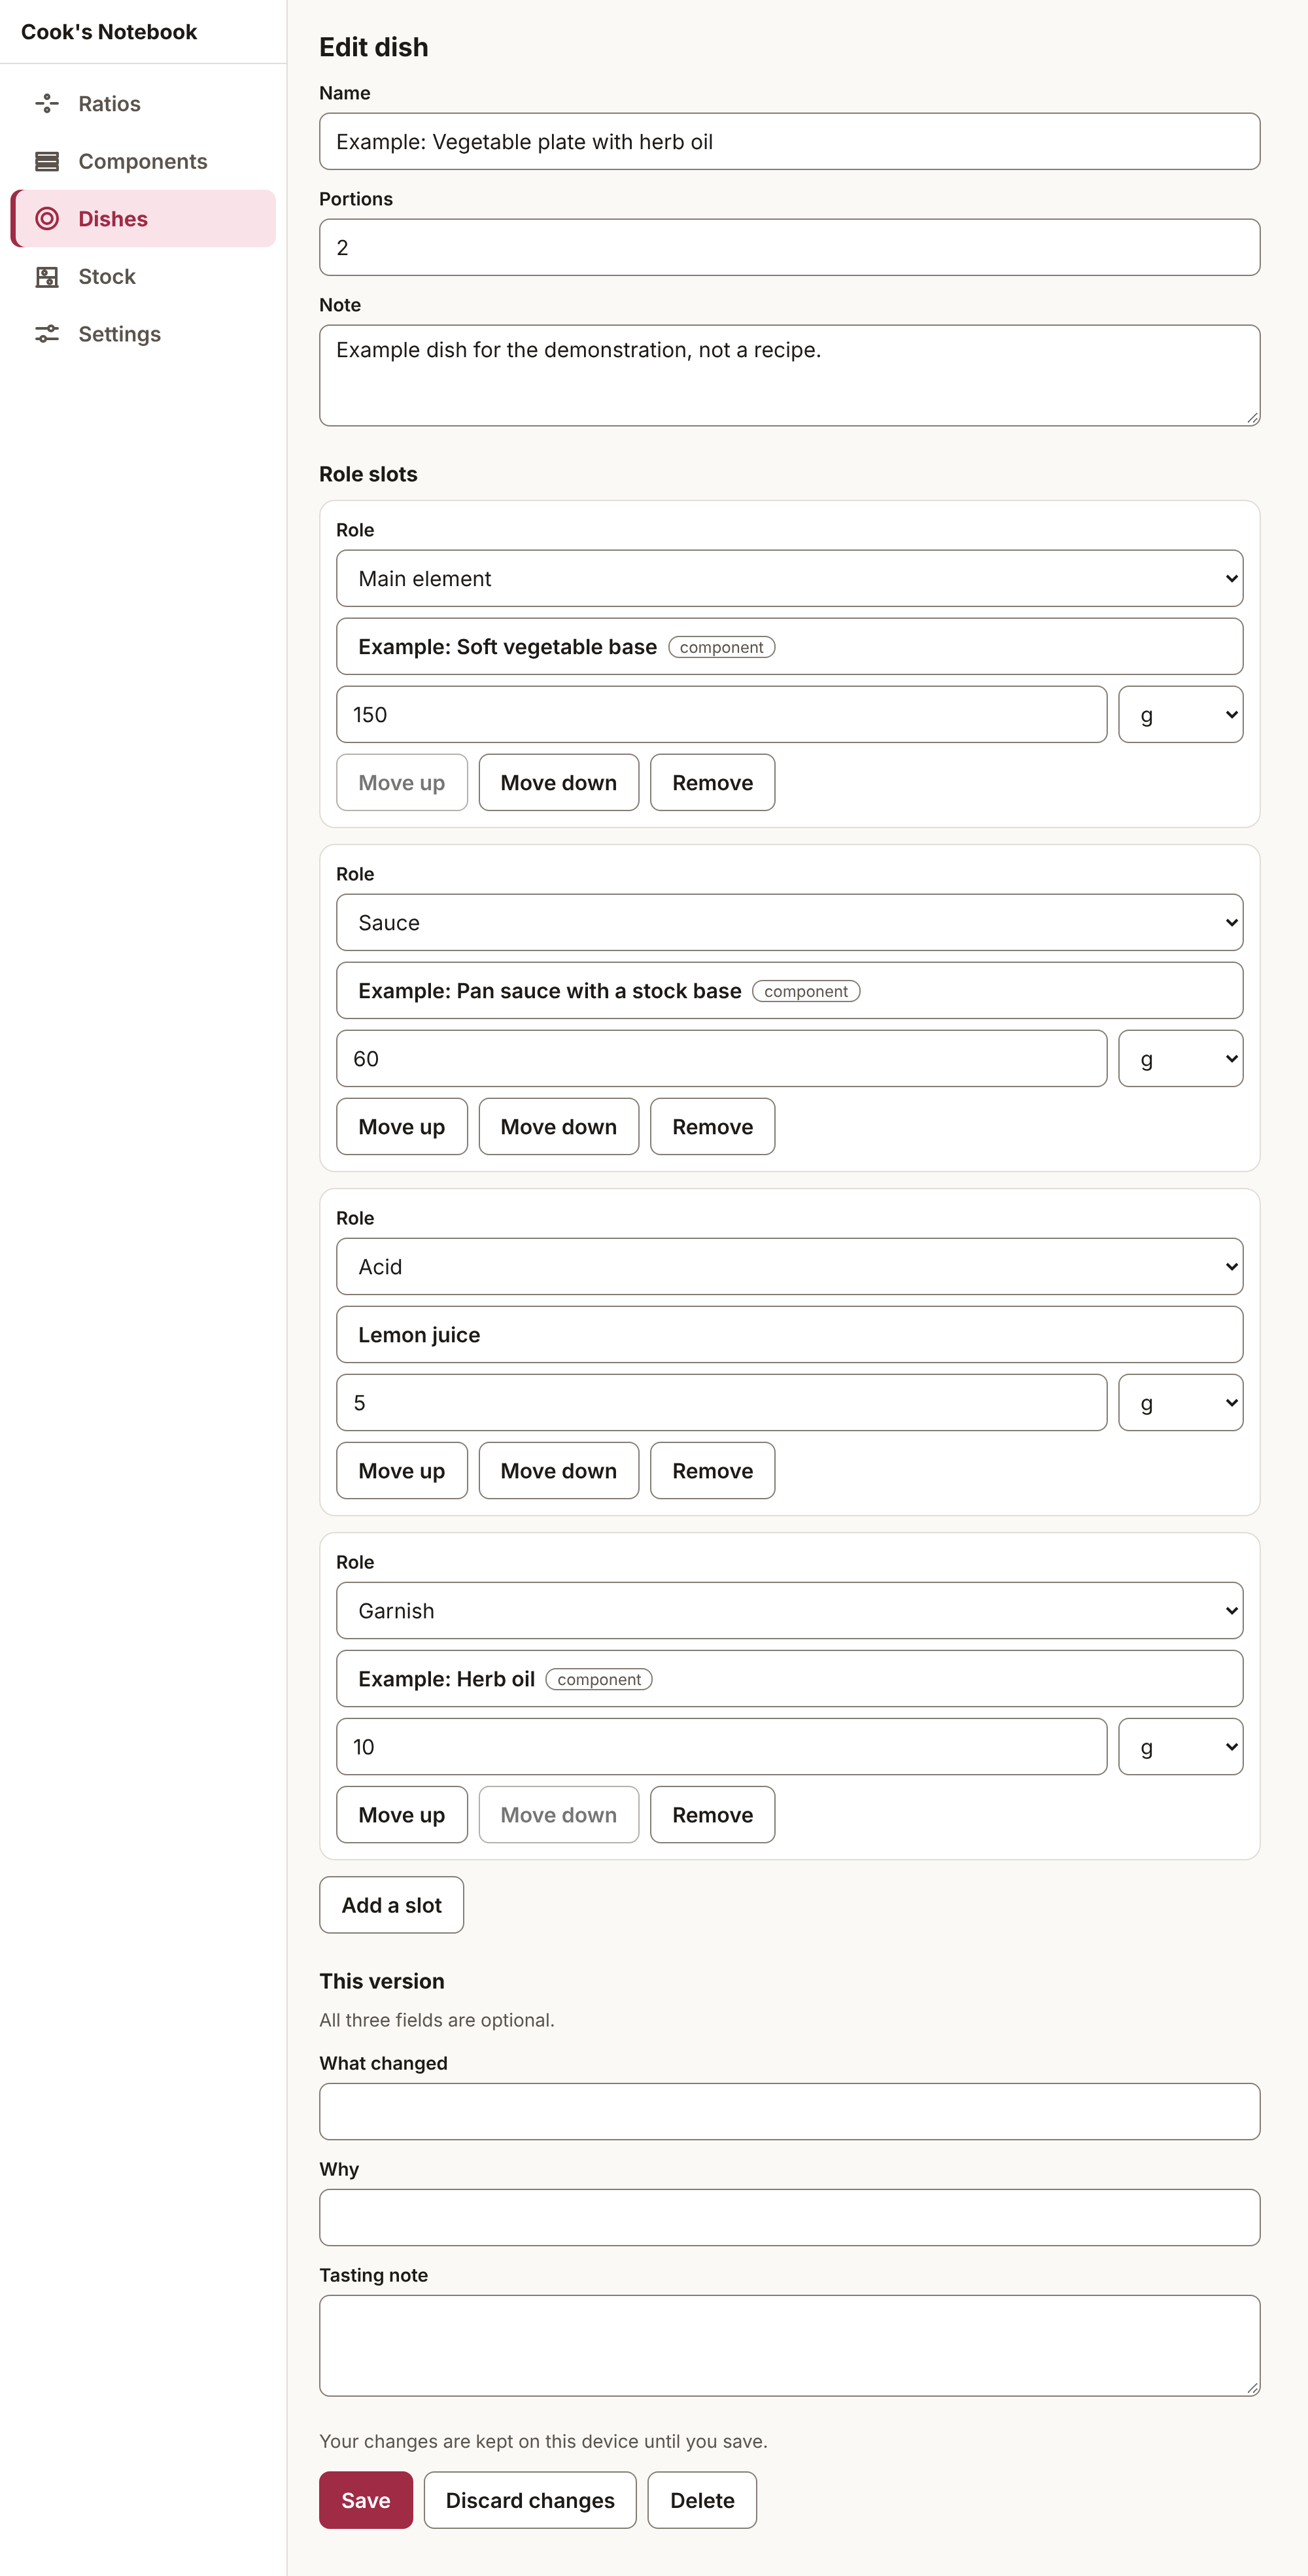 Cook's Notebook
Ratios
Components
Dishes
Stock
Settings
Edit dish
Name
Example: Vegetable plate with herb oil
Portions
2
Note
Example dish for the demonstration, not a recipe.
Role slots
Role
Main element
Example: Soft vegetable base component
150 g
Move up Move down Remove
Role
Sauce
Example: Pan sauce with a stock base component
60 g
Move up Move down Remove
Role
Acid
Lemon juice
5 g
Move up Move down Remove
Role
Garnish
Example: Herb oil component
10 g
Move up Move down Remove
Add a slot
This version
All three fields are optional.
What changed
Why
Tasting note
Your changes are kept on this device until you save.
Save Discard changes Delete